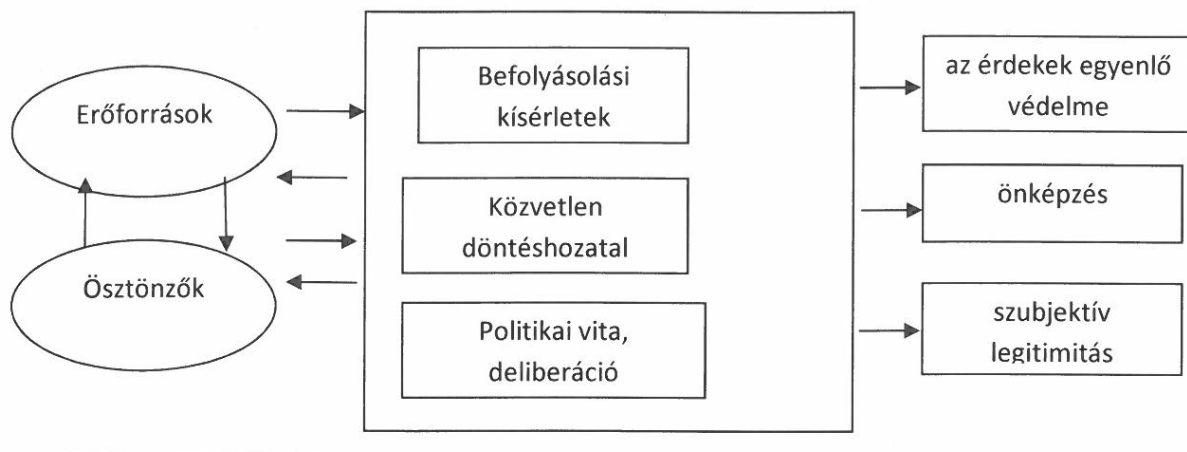 Erőforrások
Ösztönzők
Befolyásolási
kísérletek
Közvetlen
döntéshozatal
Politikai vita,
deliberáció
az érdekek egyenlő
védelme
önképzés
szubjektív
legitimitás